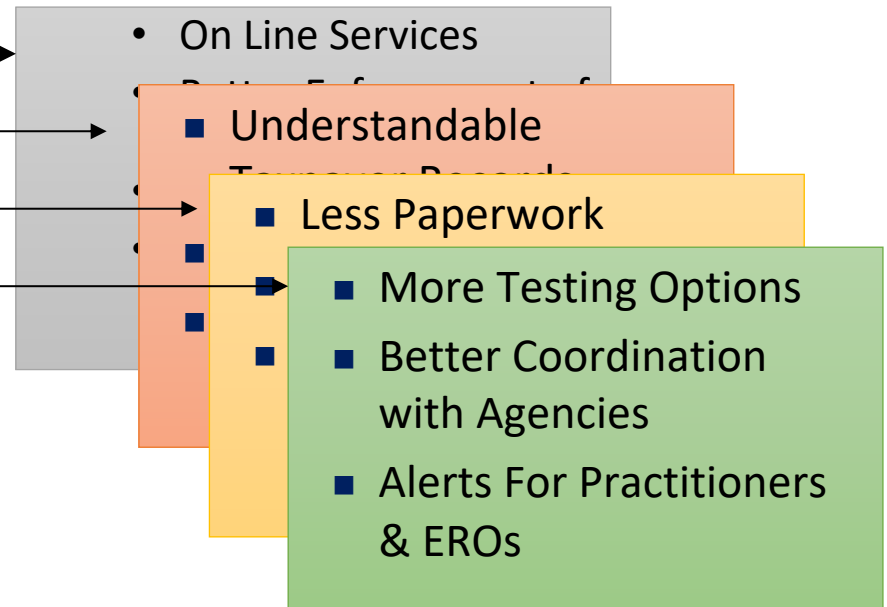 • On Line Services
■ Understandable
■ Less Paperwork
■ More Testing Options
■ Better Coordination
with Agencies
■ Alerts For Practitioners
& EROs